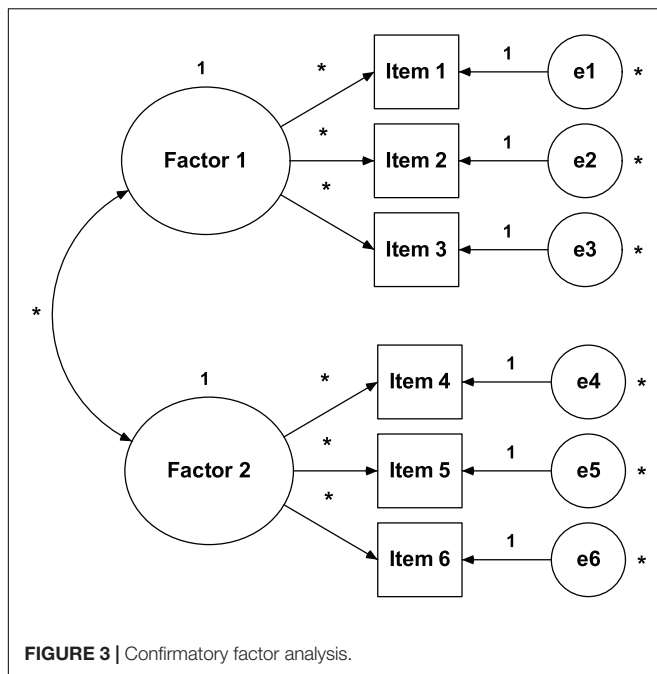 1
*
Item 1
1
e1
*
Factor 1
*
Item 2
1
e2
*
*
Item 3
1
e3
*
*
1
*
Item 4
1
e4
*
Factor 2
*
Item 5
1
e5
*
*
Item 6
1
e6
*
FIGURE 3 | Confirmatory factor analysis.